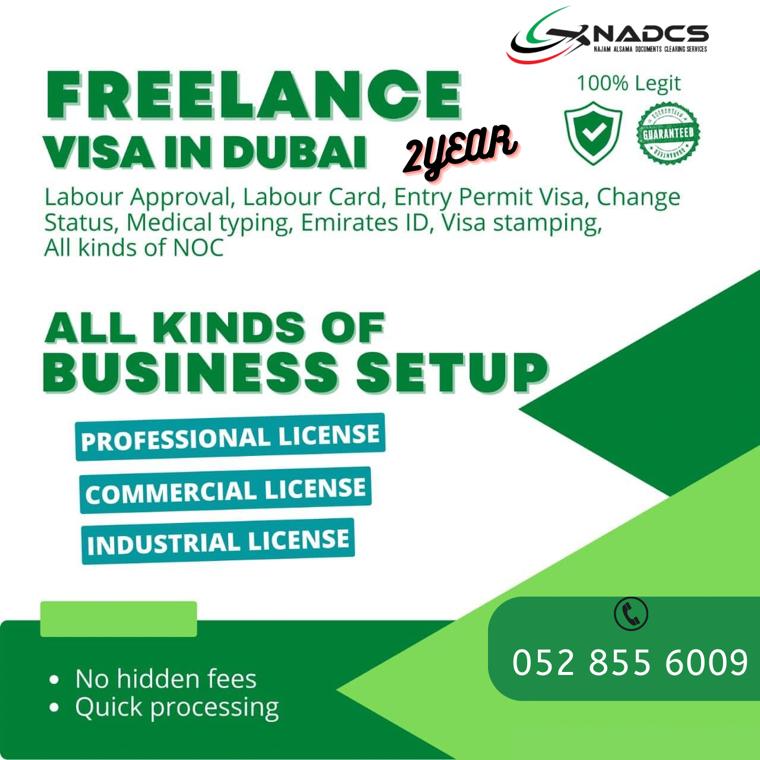 NADCS
NAJAM ALSAMA DOCUMENTS CLEARING SERVICES
100% Legit
GUARANTEED
FREELANCE
VISA IN DUBAI
2YEAR
Labour Approval, Labour Card, Entry Permit Visa, Change
Status, Medical typing, Emirates ID, Visa stamping,
All kinds of NOC
ALL KINDS OF
BUSINESS SETUP
PROFESSIONAL LICENSE
COMMERCIAL LICENSE
INDUSTRIAL LICENSE
• No hidden fees
• Quick processing
052 855 6009